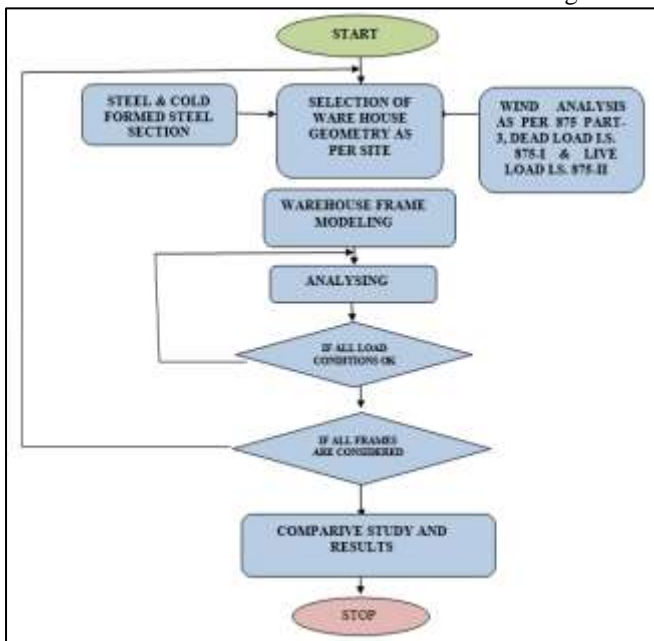 START
STEEL & COLD
FORMED STEEL
SECTION
SELECTION OF
WARE HOUSE
GEOMETRY AS
PER SITE
WIND ANALYSIS
AS PER 875 PART-
3, DEAD LOAD I.S.
875-I & LIVE
LOAD I.S. 875-II
WAREHOUSE FRAME
MODELING
ANALYSING
IF ALL LOAD
CONDITIONS OK
IF ALL FRAMES
ARE CONSIDERED
COMPARIVE STUDY AND
RESULTS
STOP